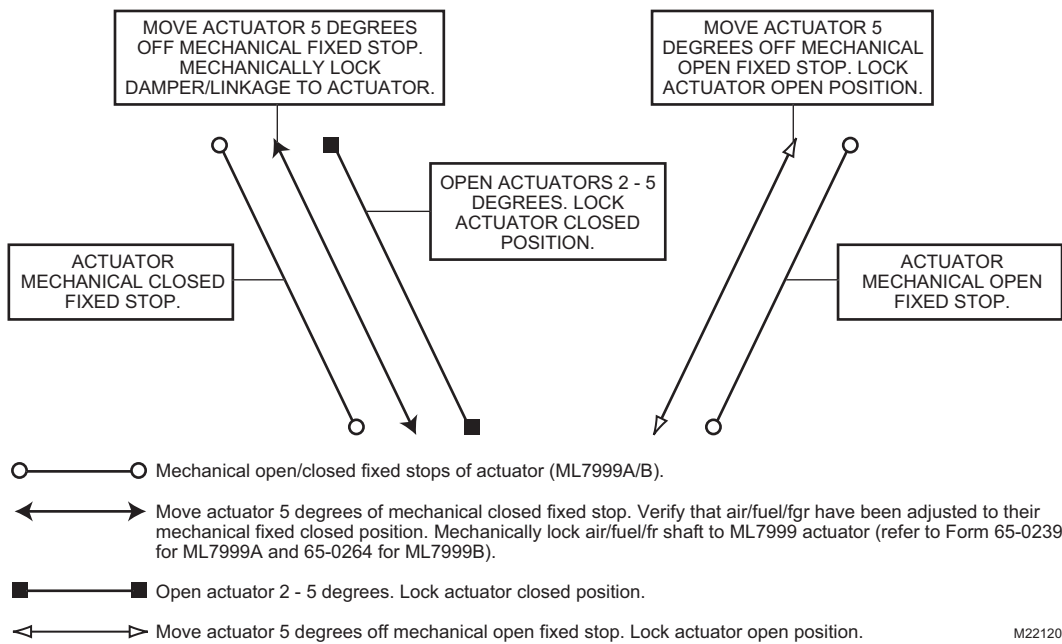 MOVE ACTUATOR 5 DEGREES
OFF MECHANICAL FIXED STOP.
MECHANICALLY LOCK
DAMPER/LINKAGE TO ACTUATOR.
MOVE ACTUATOR 5
DEGREES OFF MECHANICAL
OPEN FIXED STOP. LOCK
ACTUATOR OPEN POSITION.
OPEN ACTUATORS 2 - 5
DEGREES. LOCK
ACTUATOR CLOSED
POSITION.
ACTUATOR
MECHANICAL CLOSED
FIXED STOP.
ACTUATOR
MECHANICAL OPEN
FIXED STOP.
Mechanical open/closed fixed stops of actuator (ML7999A/B).
Move actuator 5 degrees of mechanical closed fixed stop. Verify that air/fuel/fgr have been adjusted to their
mechanical fixed closed position. Mechanically lock air/fuel/fr shaft to ML7999 actuator (refer to Form 65-0239
for ML7999A and 65-0264 for ML7999B).
Open actuator 2 - 5 degrees. Lock actuator closed position.
Move actuator 5 degrees off mechanical open fixed stop. Lock actuator open position.
M22120